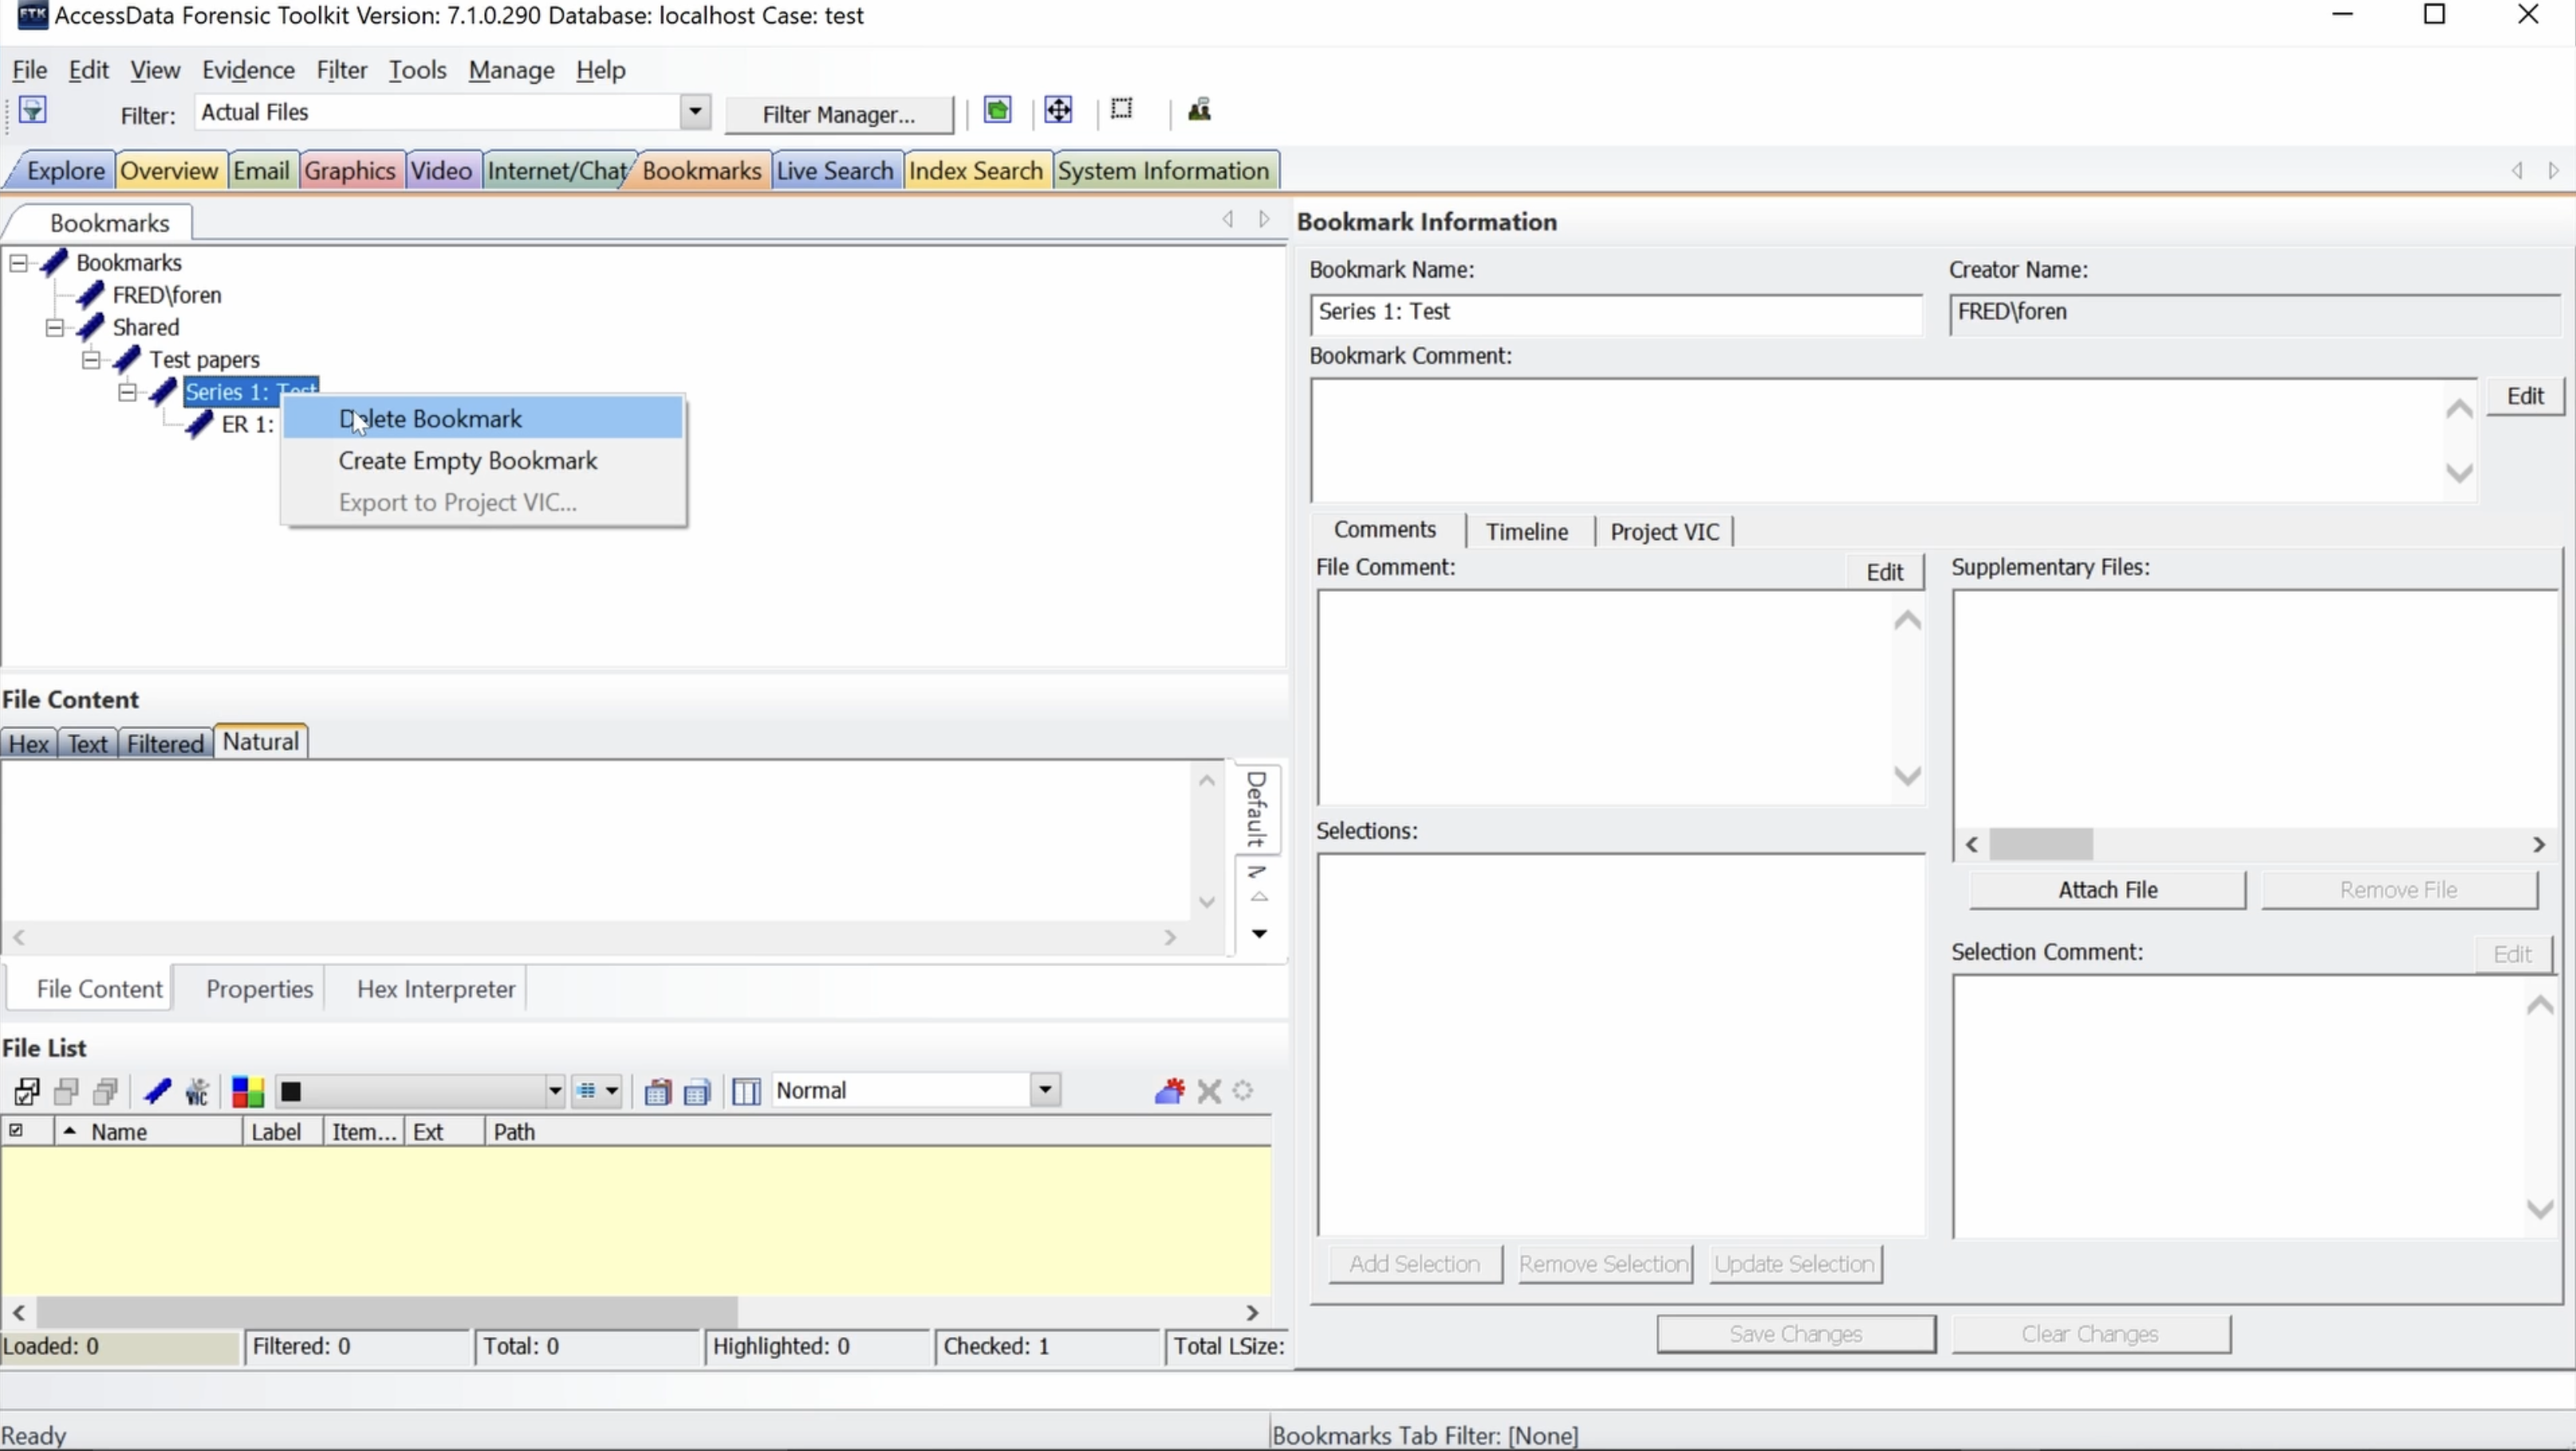 FTK AccessData Forensic Toolkit Version: 7.1.0.290 Database: localhost Case: test
File Edit View Evidence Filter Tools Manage Help
Filter: Actual Files Filter Manager...
Explore Overview Email Graphics Video Internet/Chat Bookmarks Live Search Index Search System Information
Bookmarks
Bookmarks
FRED\foren
Shared
Test papers
Series 1: Test
ER 1:
Delete Bookmark
Create Empty Bookmark
Export to Project VIC...
Bookmark Information
Bookmark Name: Creator Name:
Series 1: Test FRED\foren
Bookmark Comment:
Edit
Comments Timeline Project VIC
File Comment: Edit Supplementary Files:
Selections:
Attach File Remove File
Selection Comment: Edit
Add Selection Remove Selection Update Selection
Save Changes Clear Changes
File Content
Hex Text Filtered Natural
Default
File Content Properties Hex Interpreter
File List
VIC Normal
Name Label Item... Ext Path
Loaded: 0 Filtered: 0 Total: 0 Highlighted: 0 Checked: 1 Total LSize:
Ready Bookmarks Tab Filter: [None]